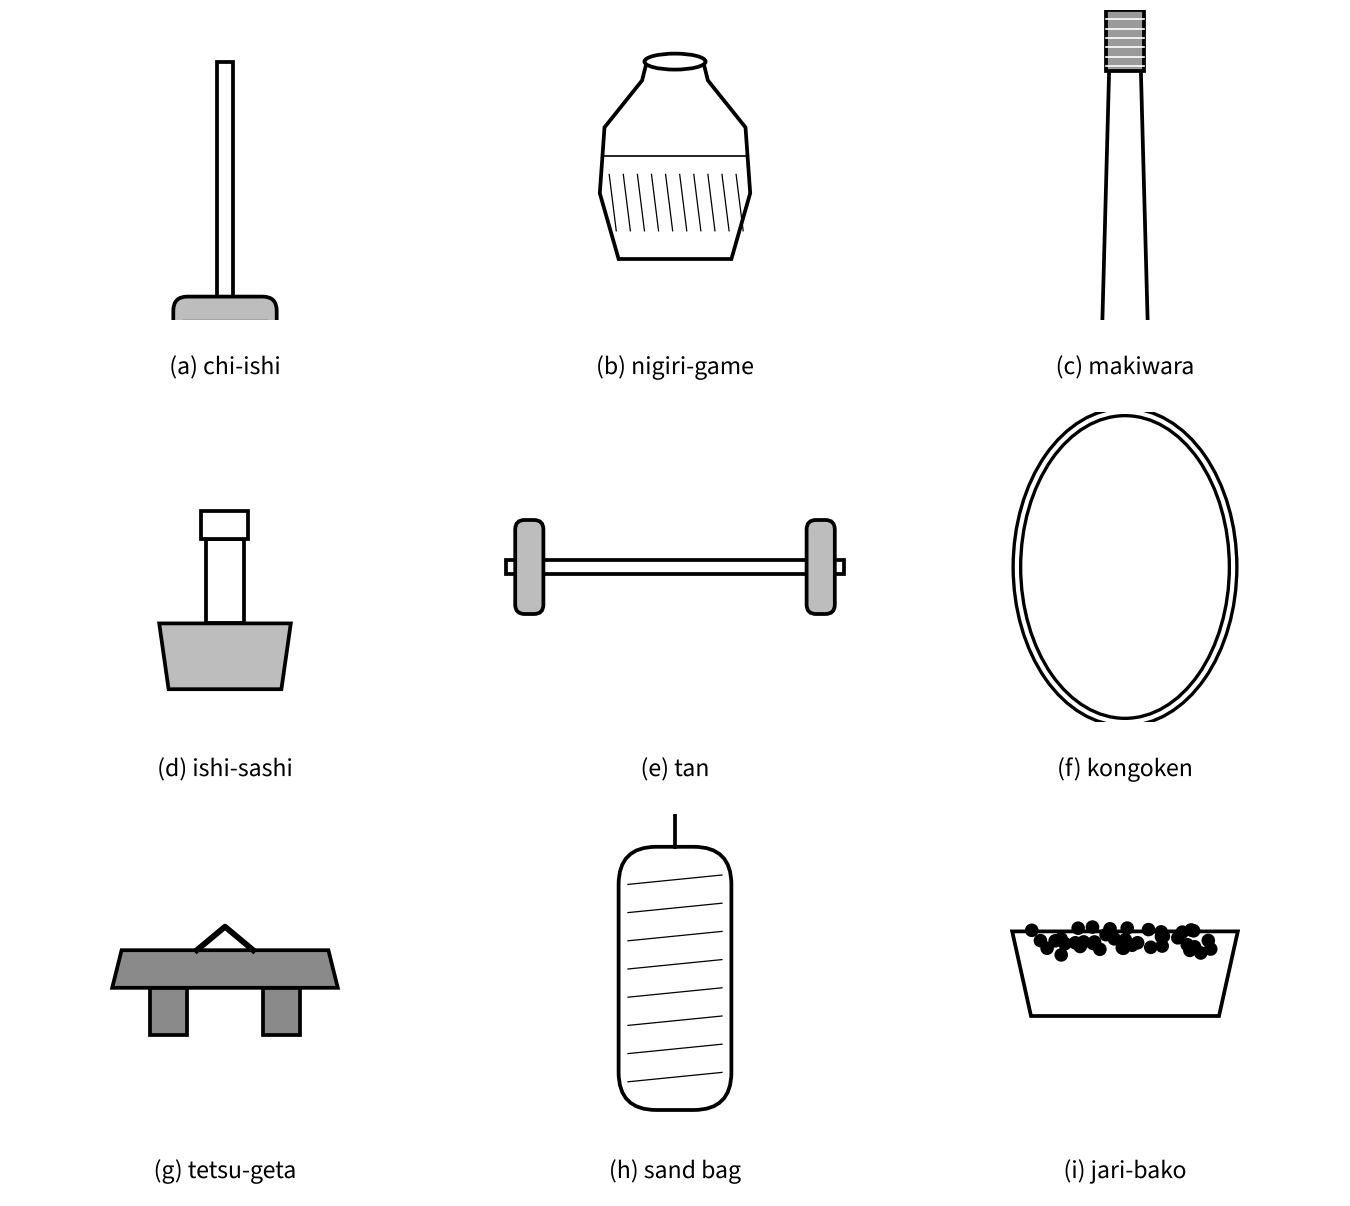 (a) chi-ishi
(b) nigiri-game
(c) makiwara
(d) ishi-sashi
(e) tan
(f) kongoken
(g) tetsu-geta
(h) sand bag
(i) jari-bako